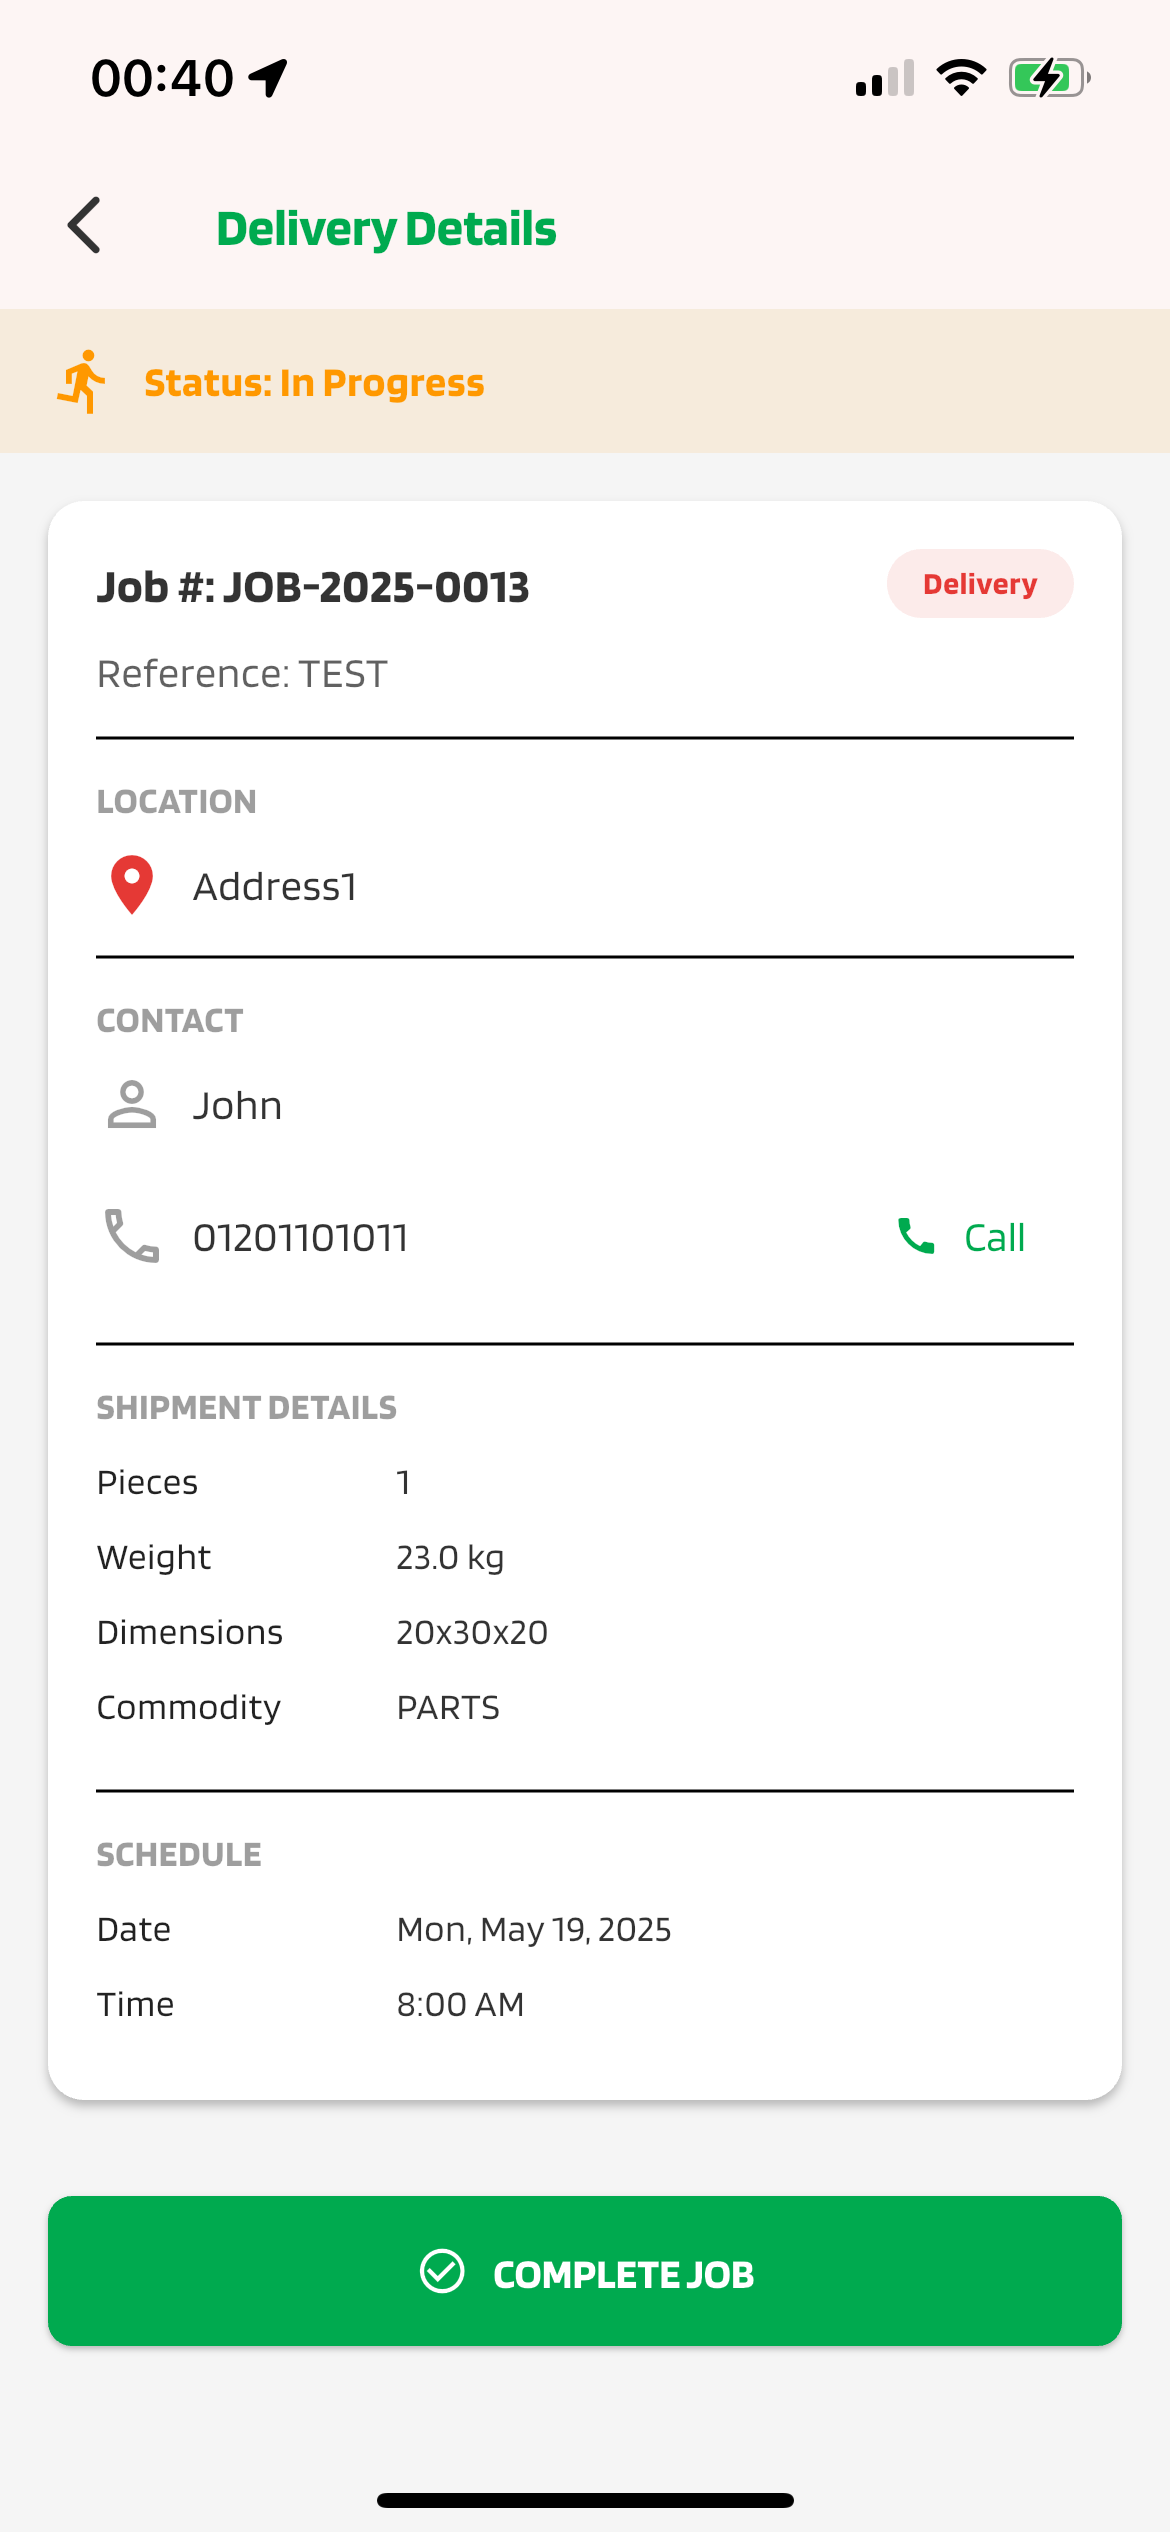 00:40
Delivery Details
Status: In Progress
Job #: JOB-2025-0013
Delivery
Reference: TEST
LOCATION
Address1
CONTACT
John
01201101011
Call
SHIPMENT DETAILS
Pieces 1
Weight 23.0 kg
Dimensions 20x30x20
Commodity PARTS
SCHEDULE
Date Mon, May 19, 2025
Time 8:00 AM
COMPLETE JOB